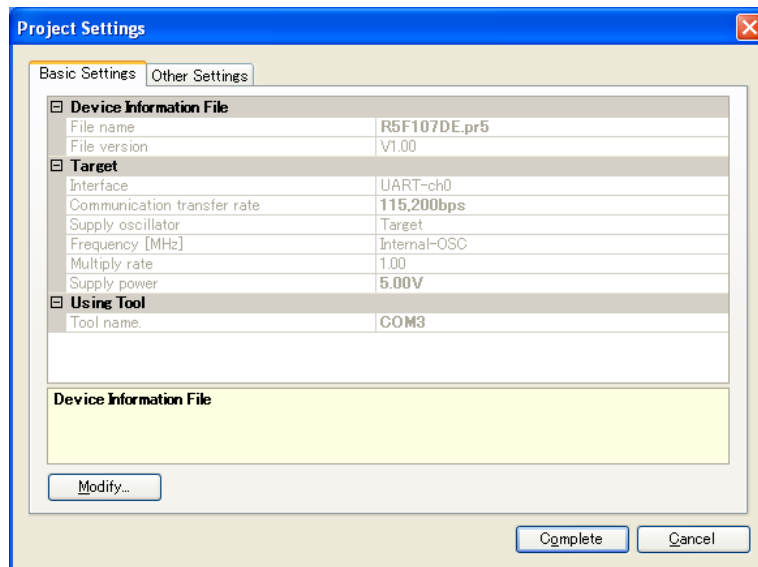 Project Settings
Basic Settings Other Settings
Device Information File
File name R5F107DE.pr5
File version V1.00
Target
Interface UART-ch0
Communication transfer rate 115,200bps
Supply oscillator Target
Frequency [MHz] Internal-OSC
Multiply rate 1.00
Supply power 5.00V
Using Tool
Tool name. COM3
Device Information File
Modify...
Complete Cancel